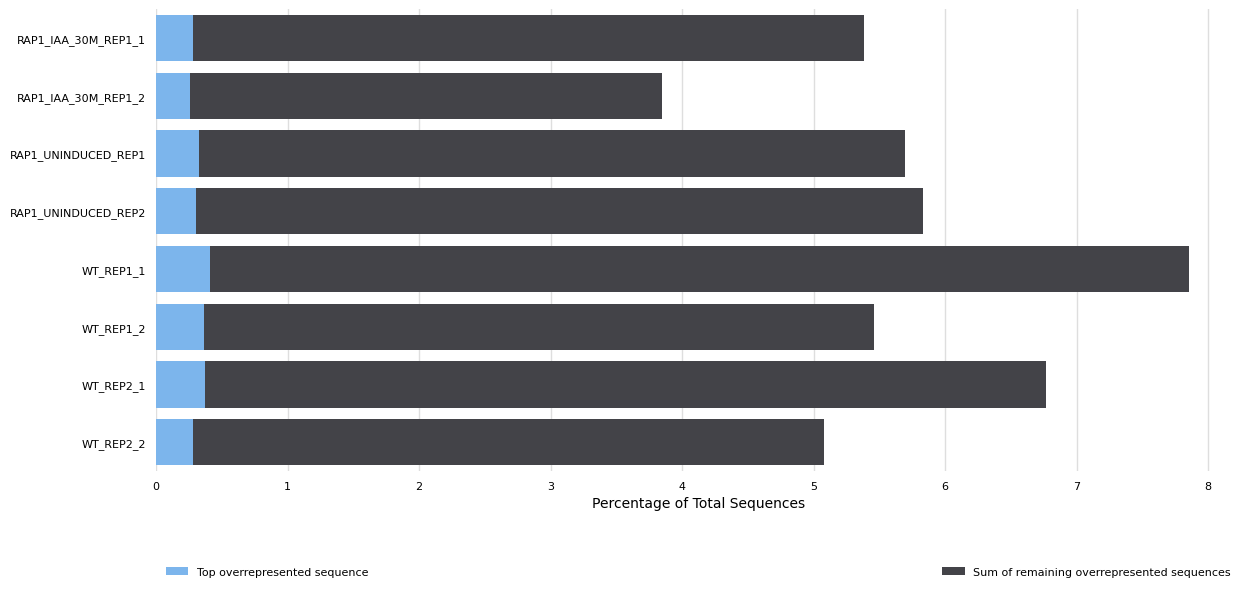 RAP1_IAA_30M_REP1_1
RAP1_IAA_30M_REP1_2
RAP1_UNINDUCED_REP1
RAP1_UNINDUCED_REP2
WT_REP1_1
WT_REP1_2
WT_REP2_1
WT_REP2_2
0 1 2 3 4 5 6 7 8
Percentage of Total Sequences
Top overrepresented sequence
Sum of remaining overrepresented sequences